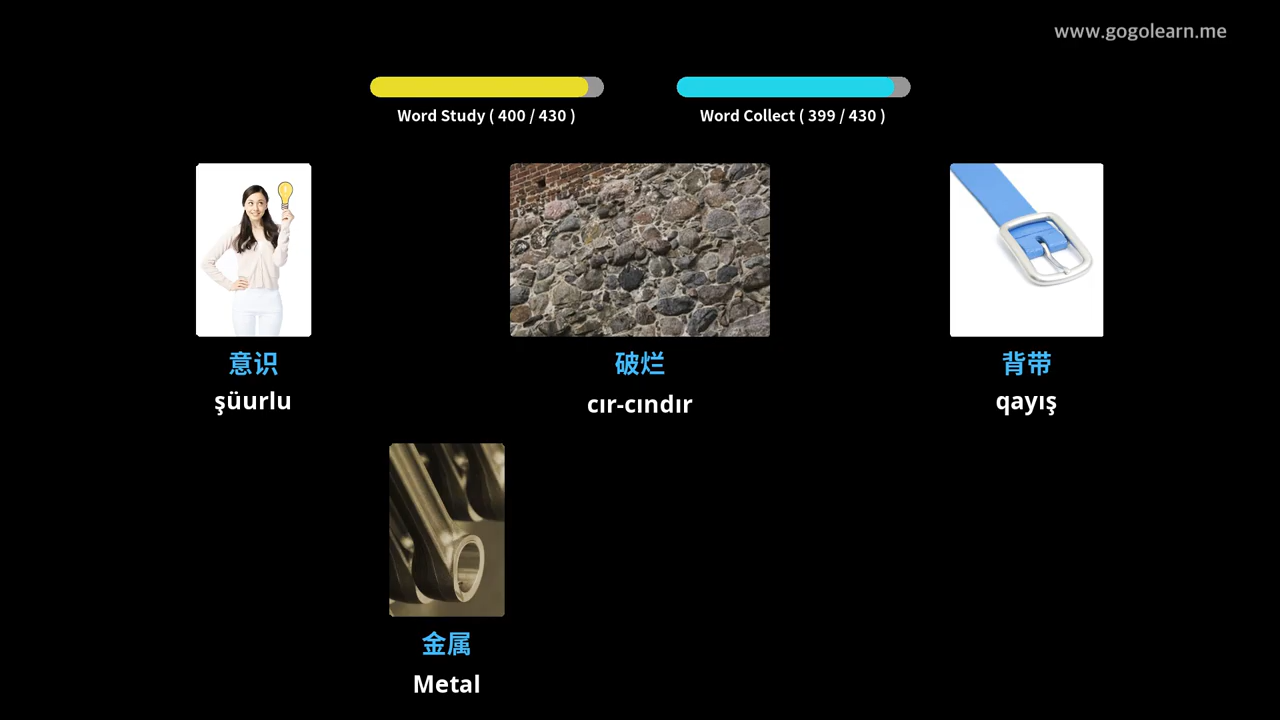 www.gogolearn.me
Word Study ( 400 / 430 )
Word Collect ( 399 / 430 )
意识
şüurlu
破烂
cır-cındır
背带
qayış
金属
Metal